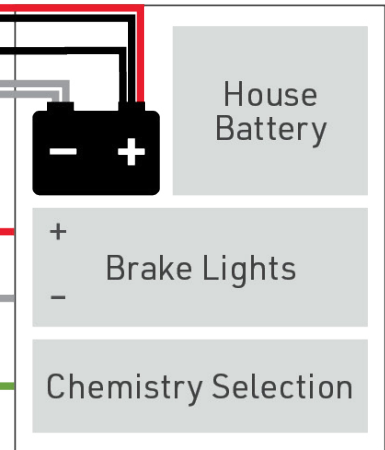 House
Battery
− +
+
Brake Lights
−
Chemistry Selection